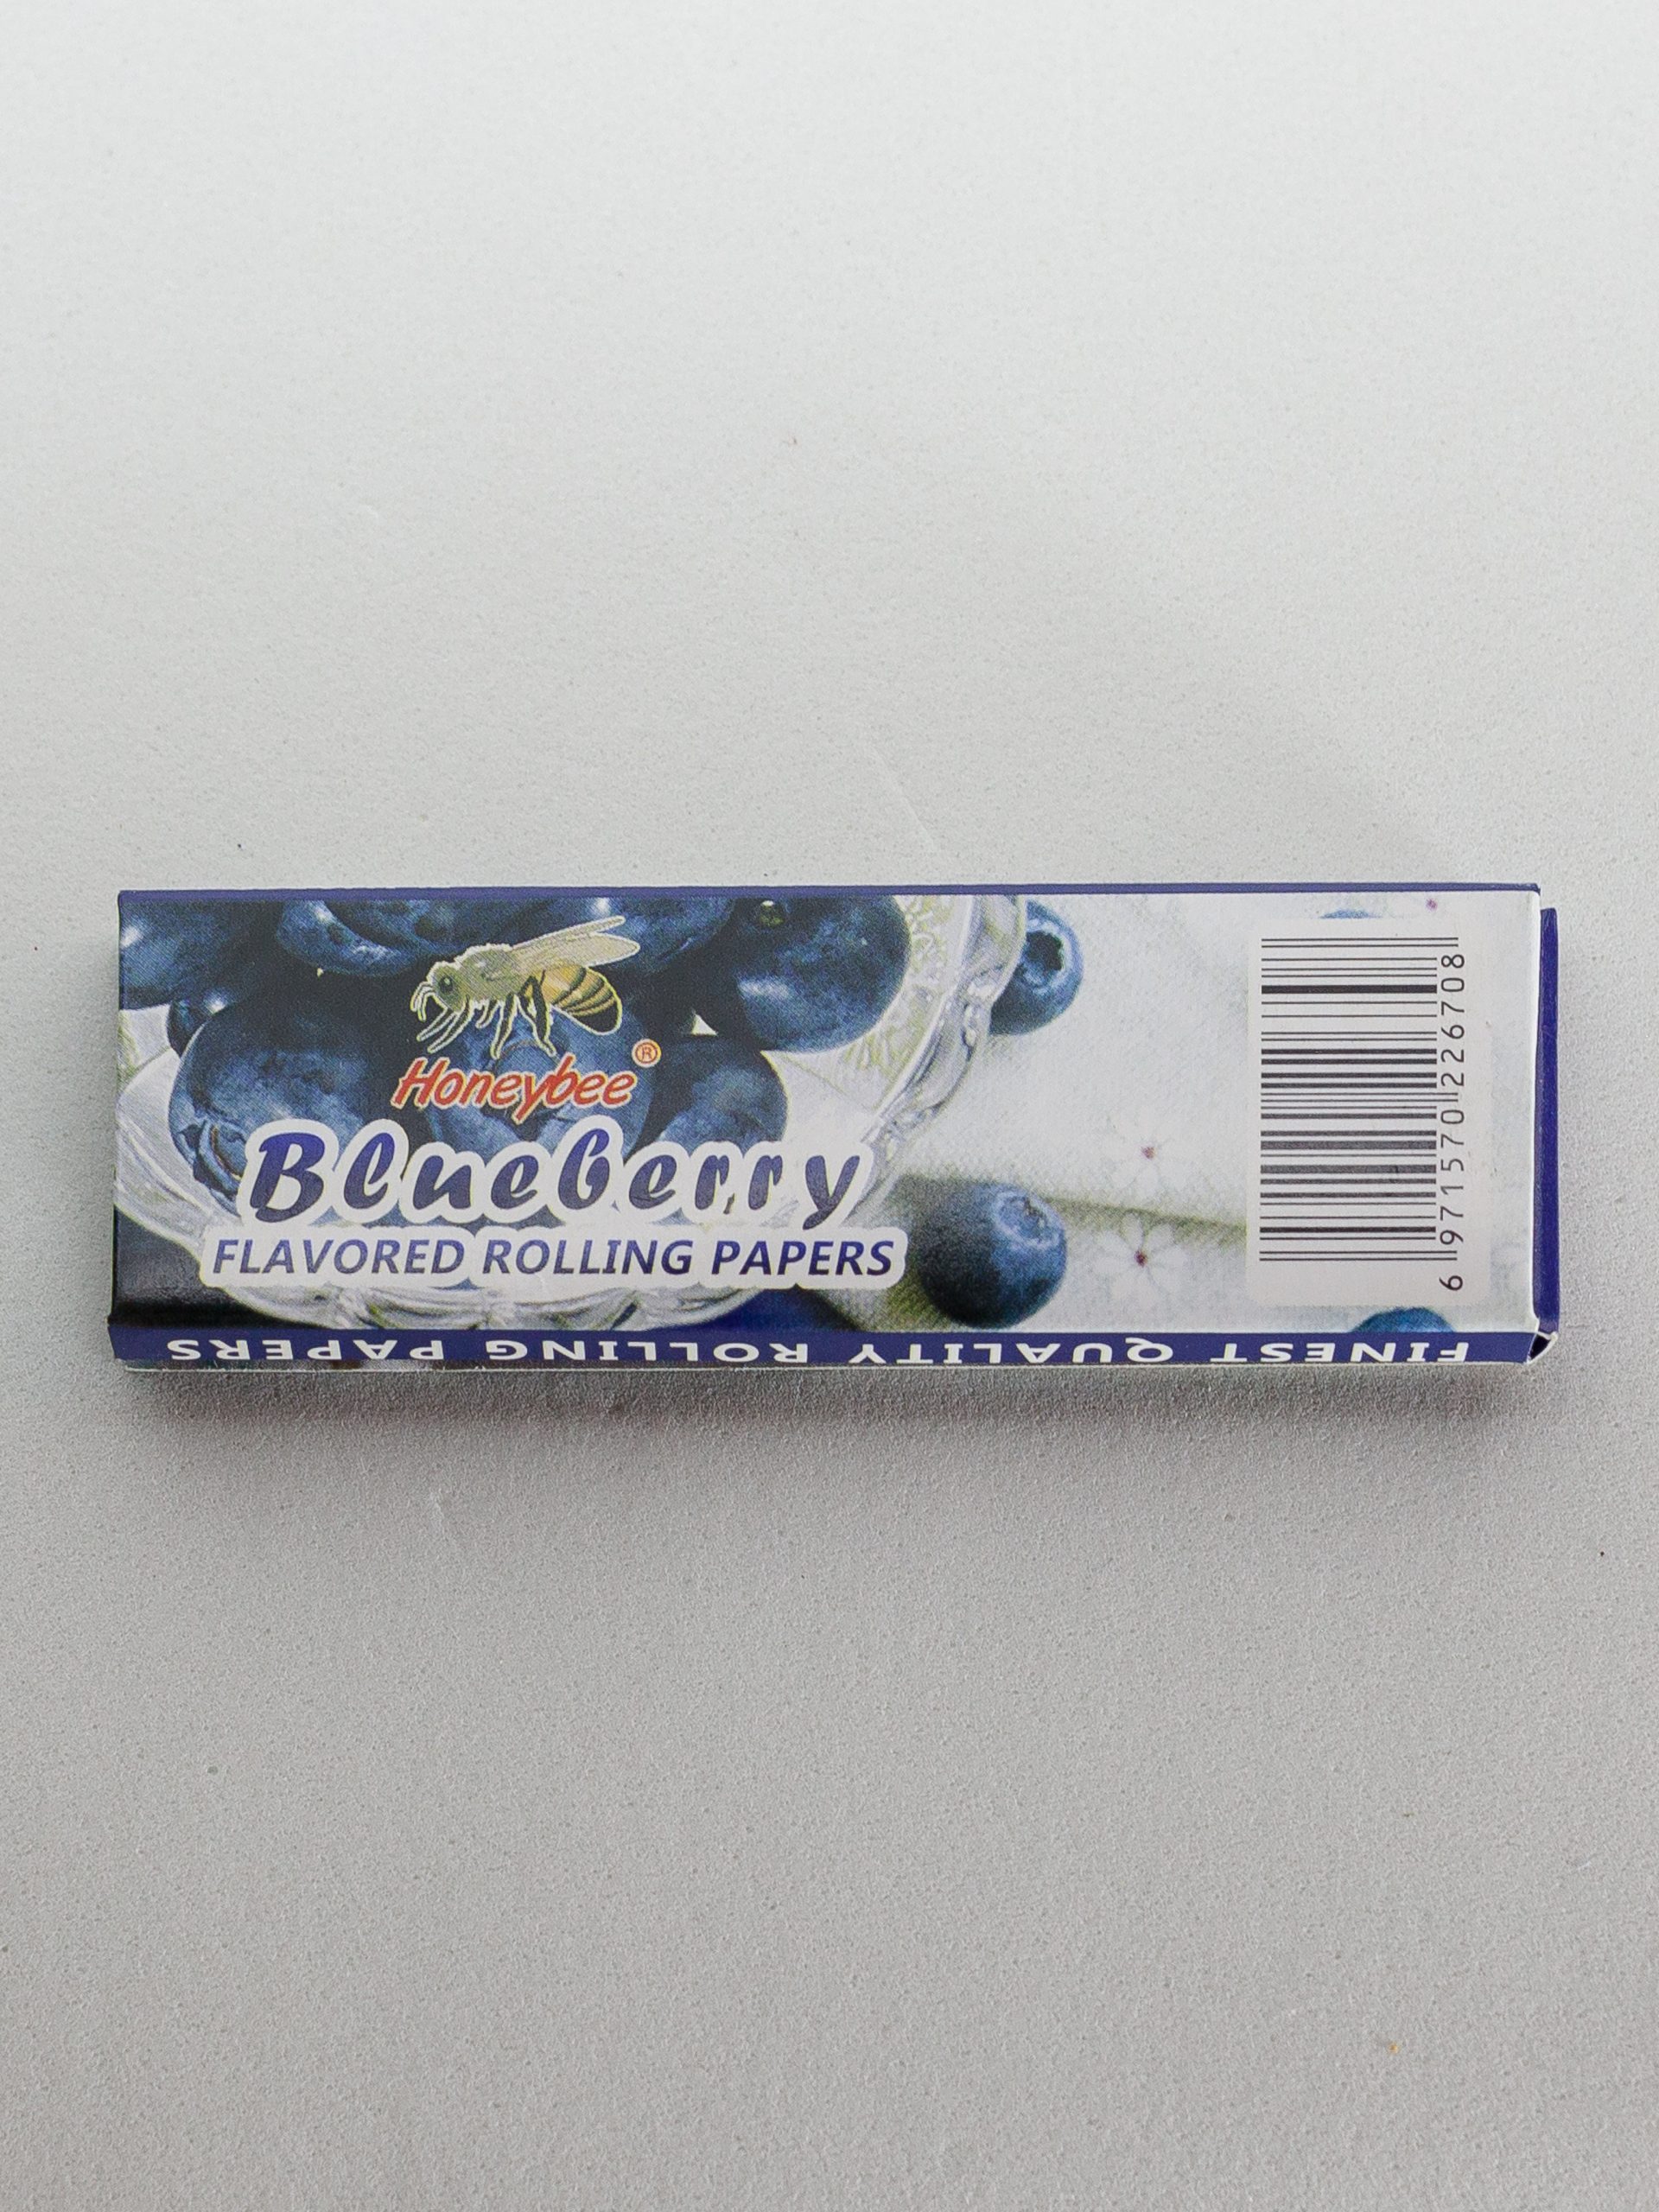 Honeybee®
Blueberry
FLAVORED ROLLING PAPERS
6 971570 226708
FINEST QUALITY ROLLING PAPERS